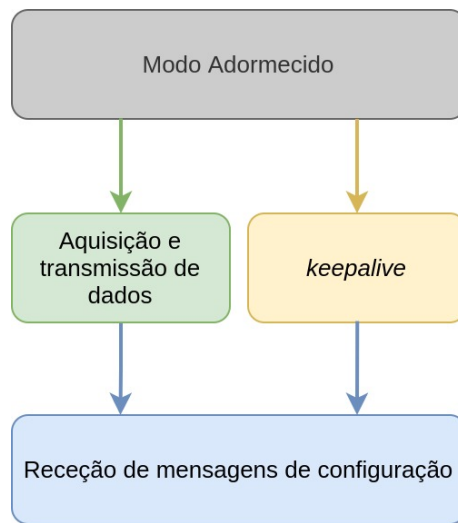 Modo Adormecido
Aquisição e
transmissão de
dados
keepalive
Receção de mensagens de configuração